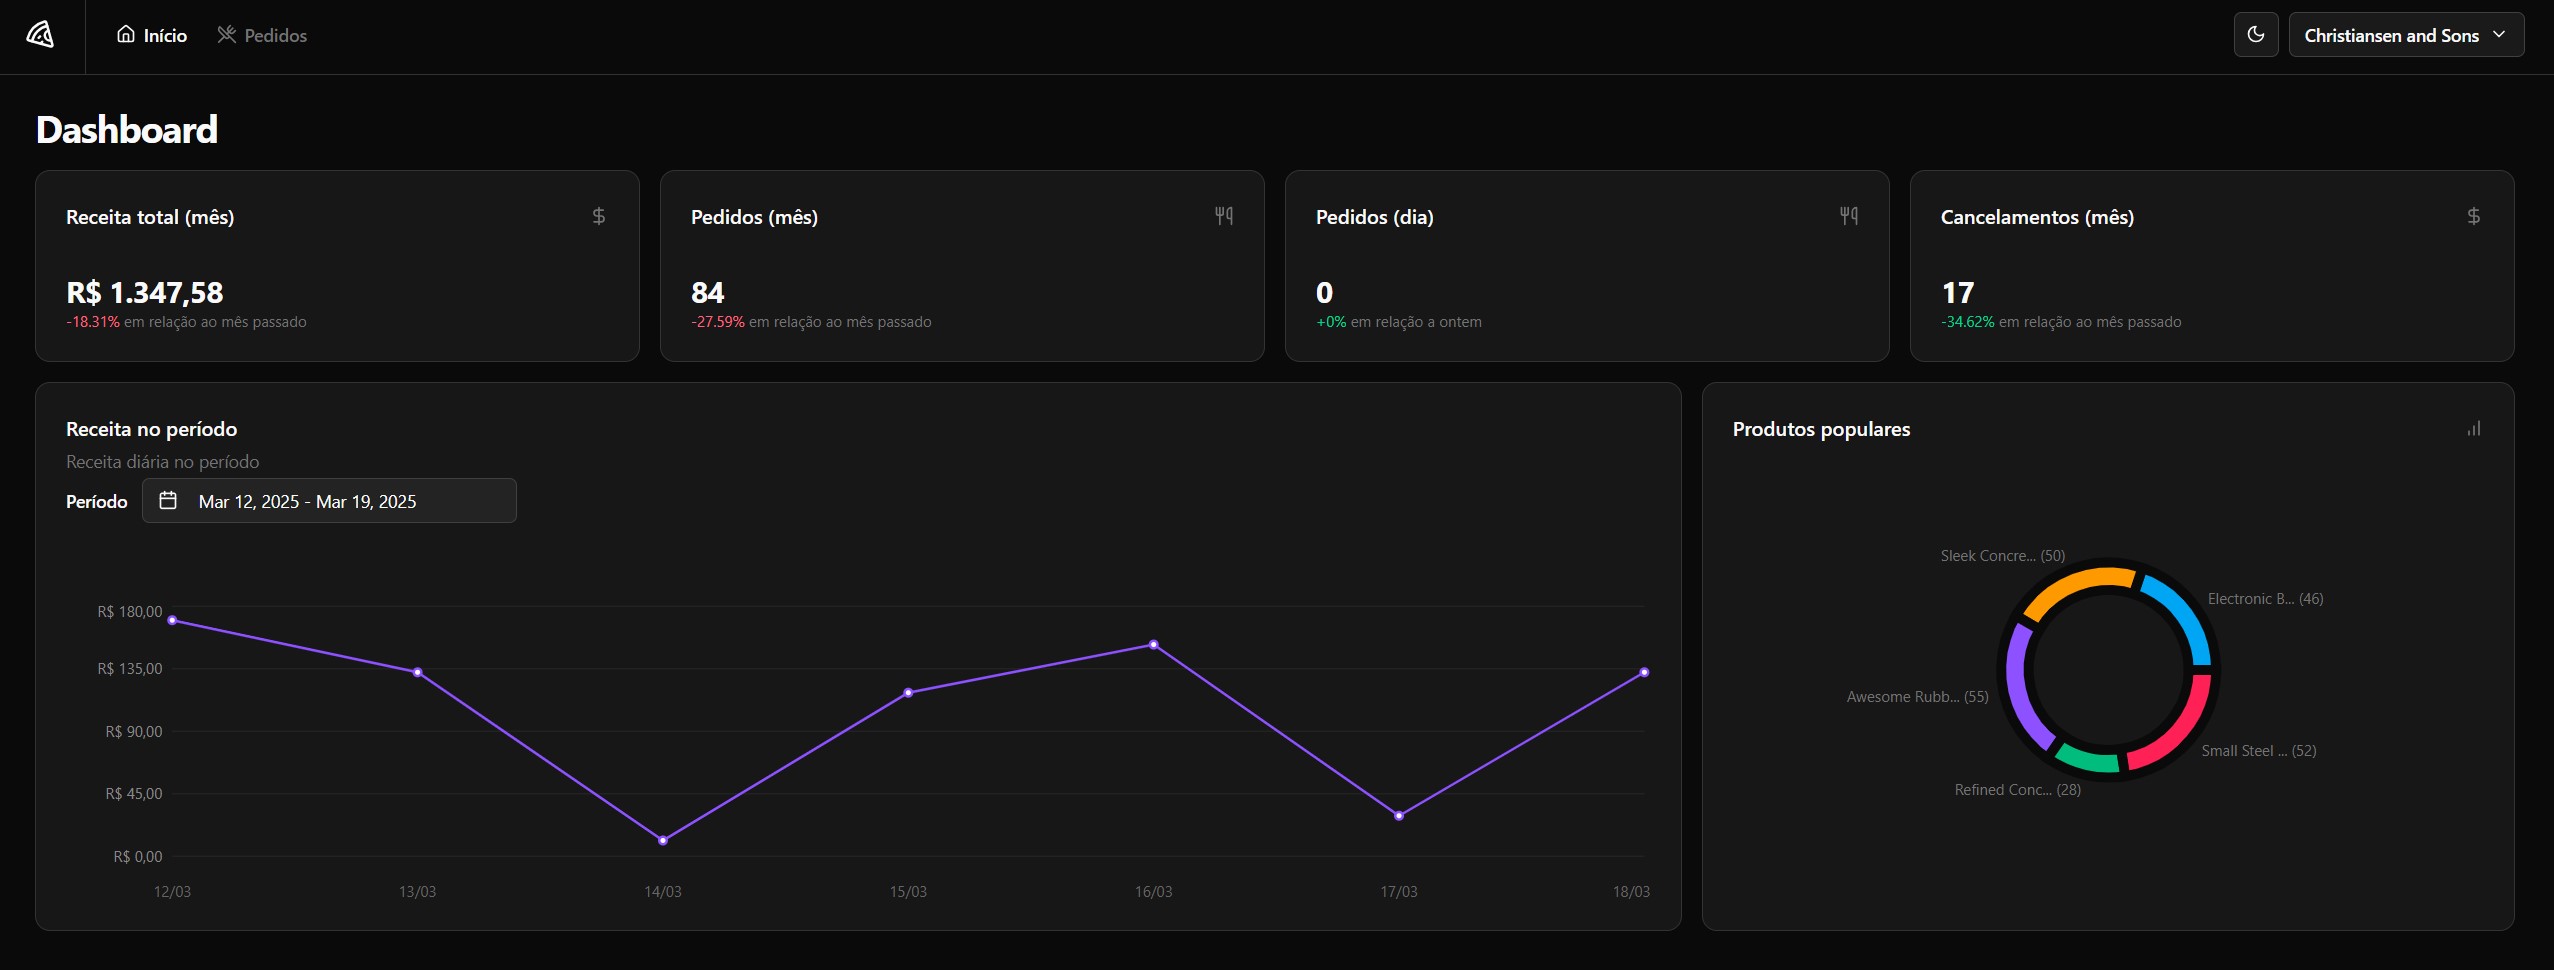 Início
Pedidos
Christiansen and Sons
Dashboard
Receita total (mês)
R$ 1.347,58
-18.31% em relação ao mês passado
Pedidos (mês)
84
-27.59% em relação ao mês passado
Pedidos (dia)
0
+0% em relação a ontem
Cancelamentos (mês)
17
-34.62% em relação ao mês passado
Receita no período
Receita diária no período
Período
Mar 12, 2025 - Mar 19, 2025
R$ 180,00
R$ 135,00
R$ 90,00
R$ 45,00
R$ 0,00
12/03
13/03
14/03
15/03
16/03
17/03
18/03
Produtos populares
Sleek Concre... (50)
Electronic B... (46)
Awesome Rubb... (55)
Small Steel ... (52)
Refined Conc... (28)